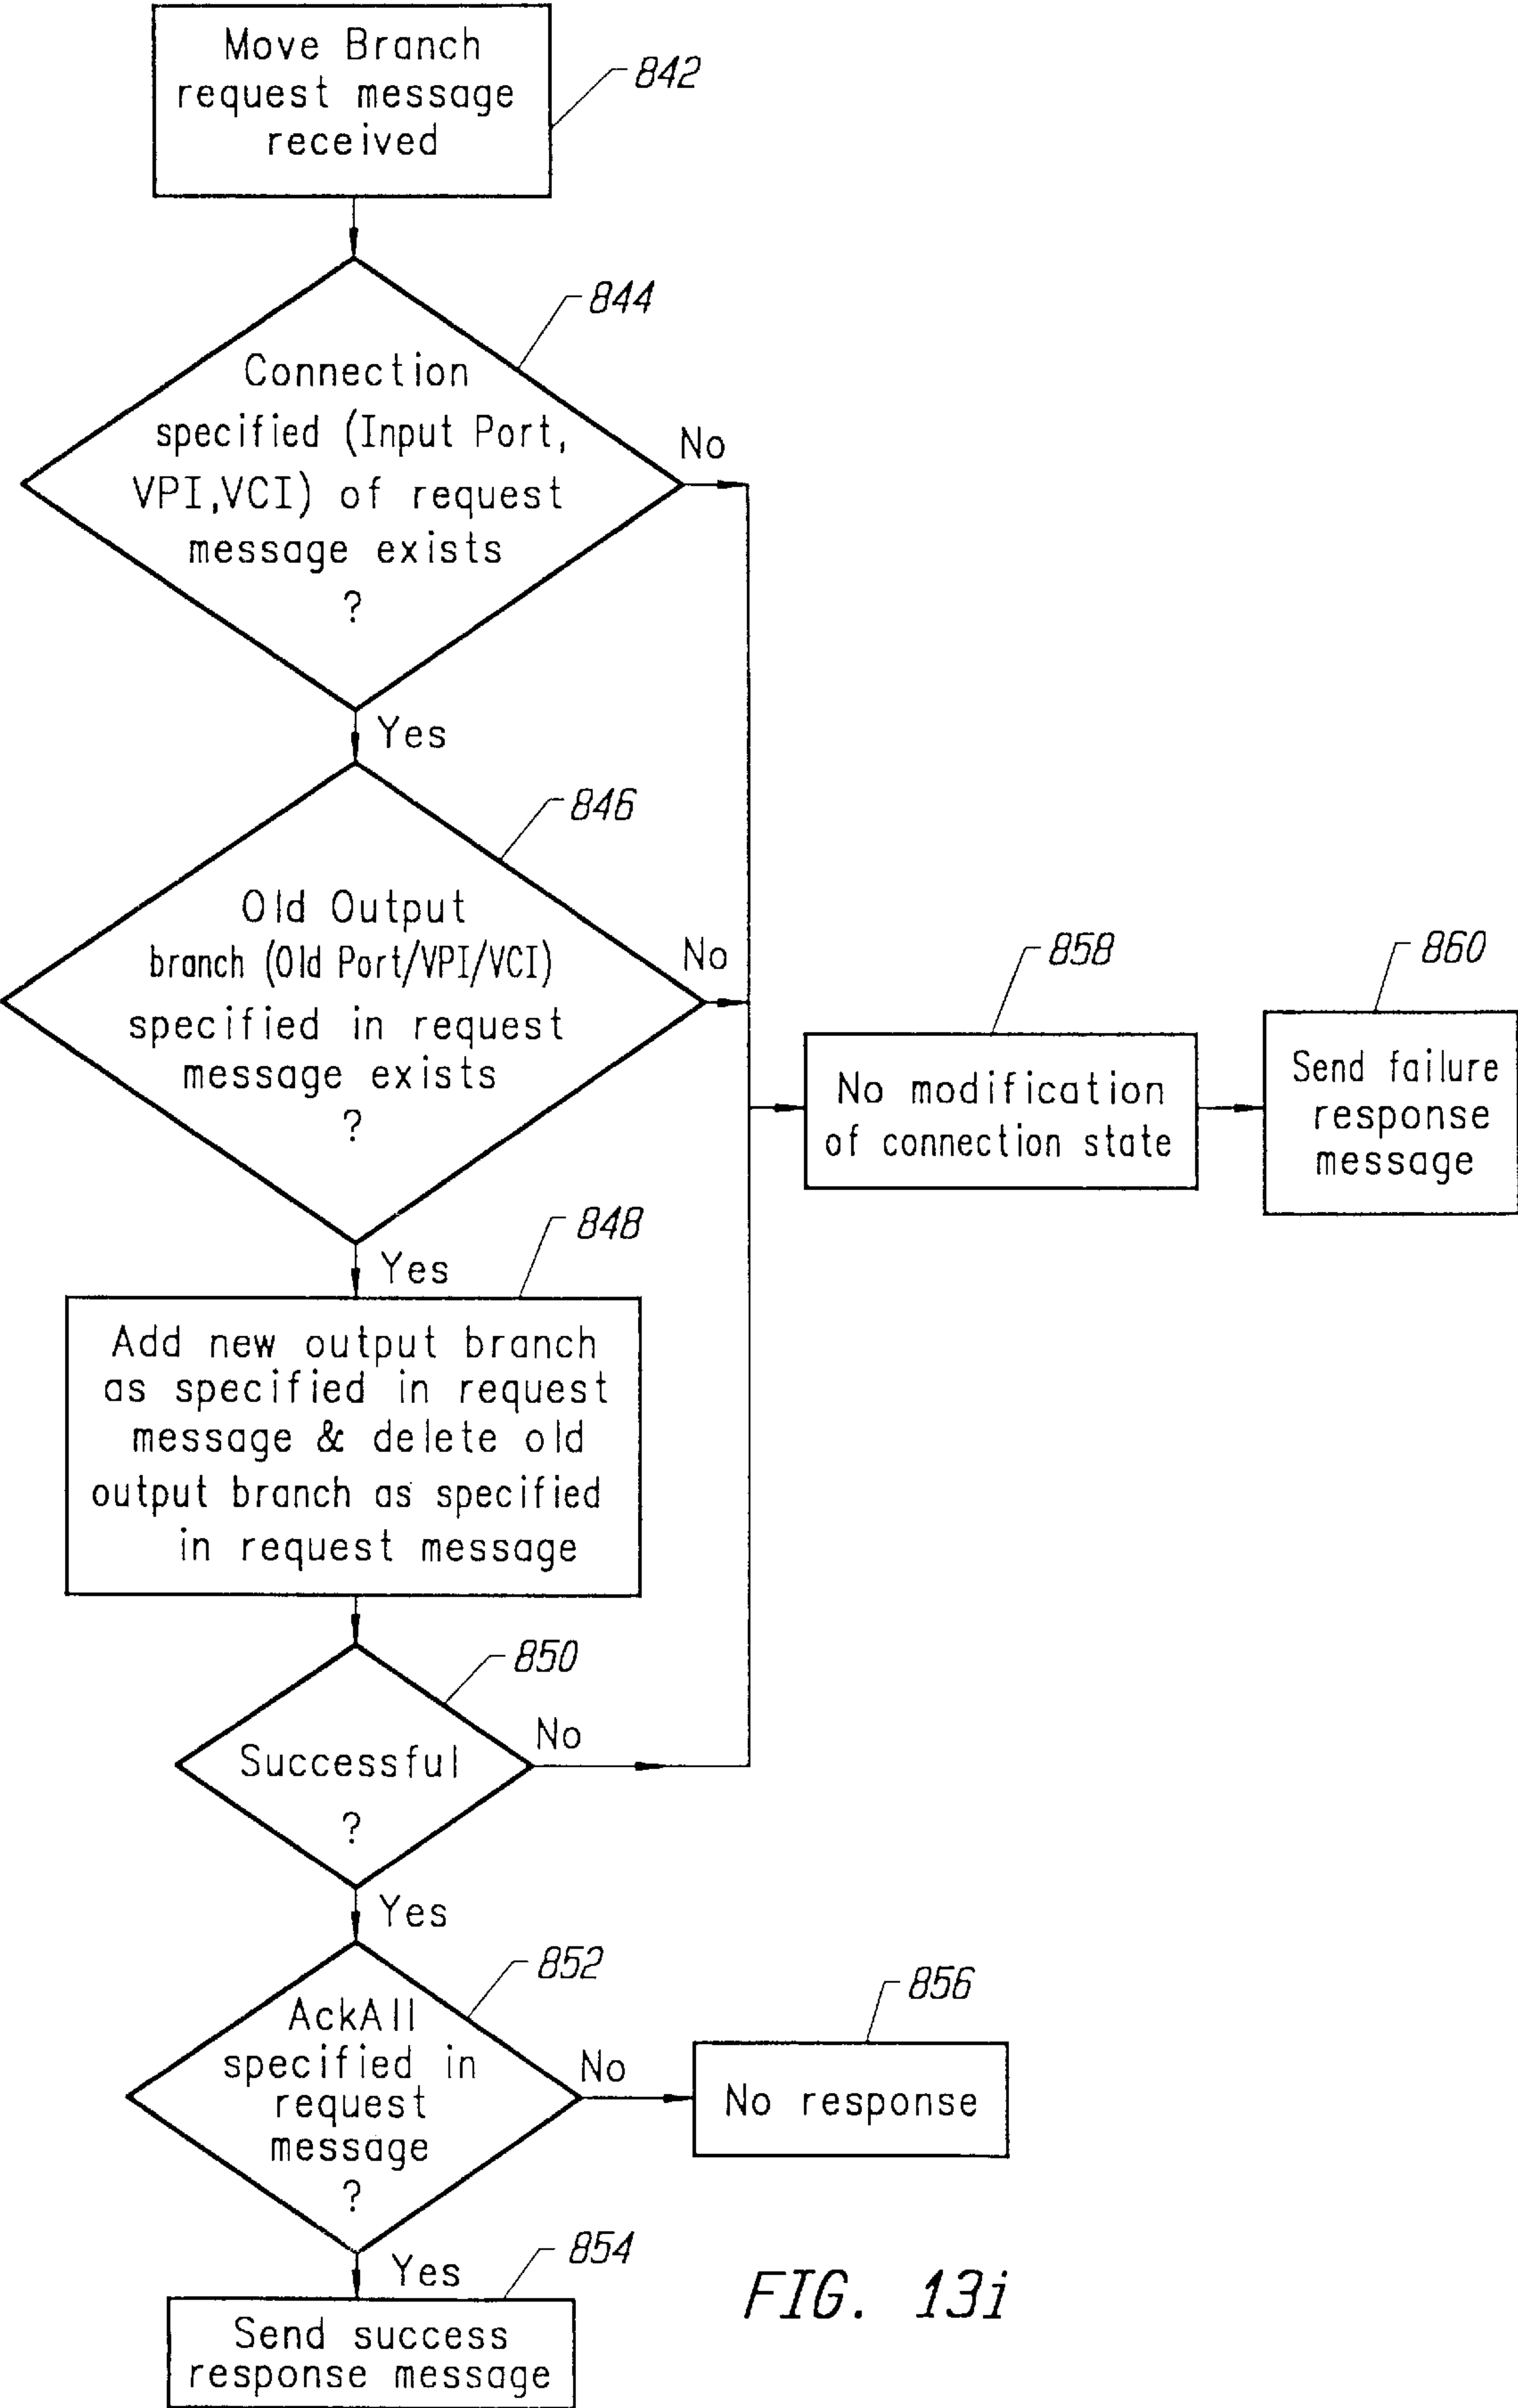 Move Branch
request message
received
842
844
Connection
specified (Input Port,
VPI,VCI) of request
message exists
?
No
Yes
846
Old Output
branch (Old Port/VPI/VCI)
specified in request
message exists
?
No
858
No modification
of connection state
860
Send failure
response
message
Yes
848
Add new output branch
as specified in request
message & delete old
output branch as specified
in request message
850
Successful
?
No
Yes
852
AckAll
specified in
request
message
?
No
856
No response
Yes
854
Send success
response message
FIG. 13i